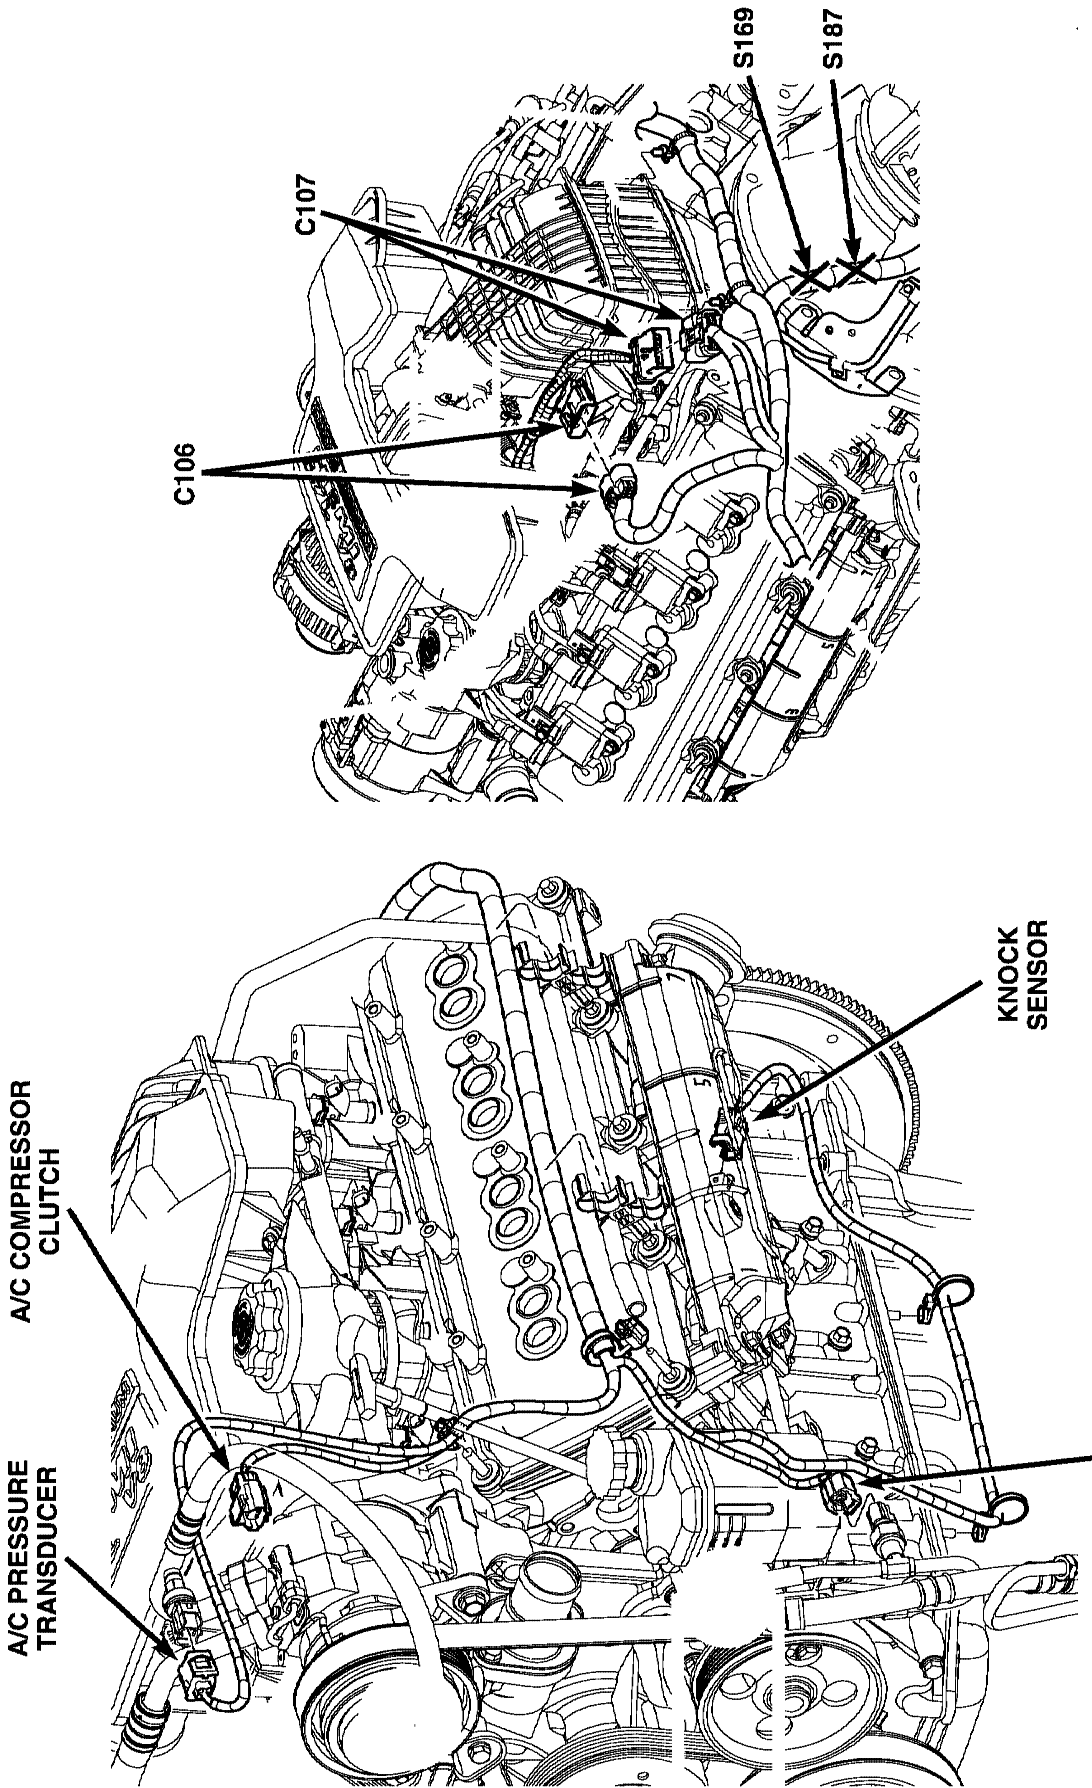 A/C PRESSURE
TRANSDUCER
A/C COMPRESSOR
CLUTCH
KNOCK
SENSOR
C106
C107
S169
S187